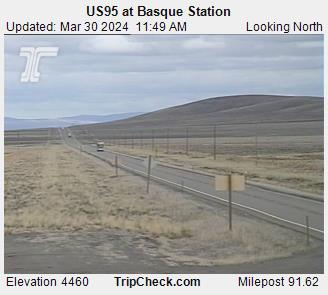 US95 at Basque Station
Updated: Mar 30 2024 11:49 AM Looking North
Elevation 4460 TripCheck.com Milepost 91.62